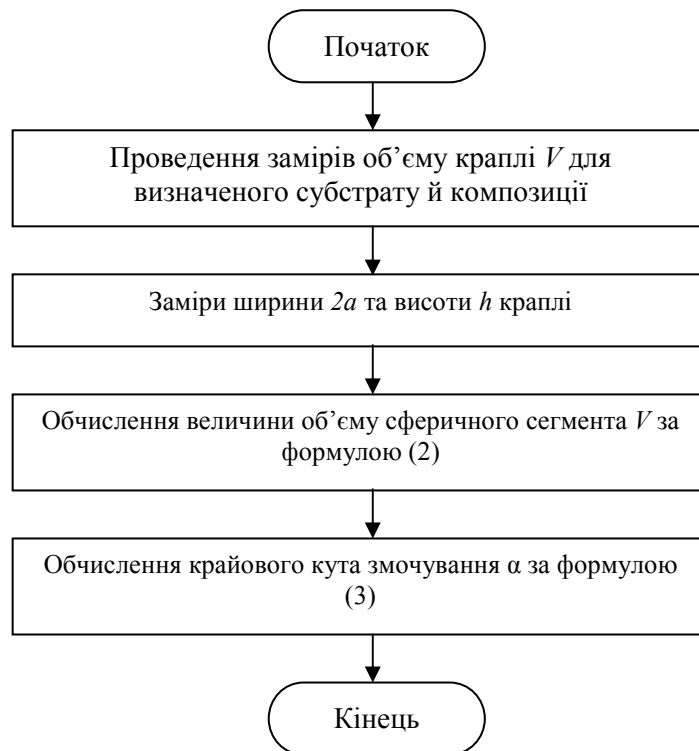 Початок
Проведення замірів об’єму краплі V для
визначеного субстрату й композиції
Заміри ширини 2a та висоти h краплі
Обчислення величини об’єму сферичного сегмента V за
формулою (2)
Обчислення крайового кута змочування α за формулою
(3)
Кінець